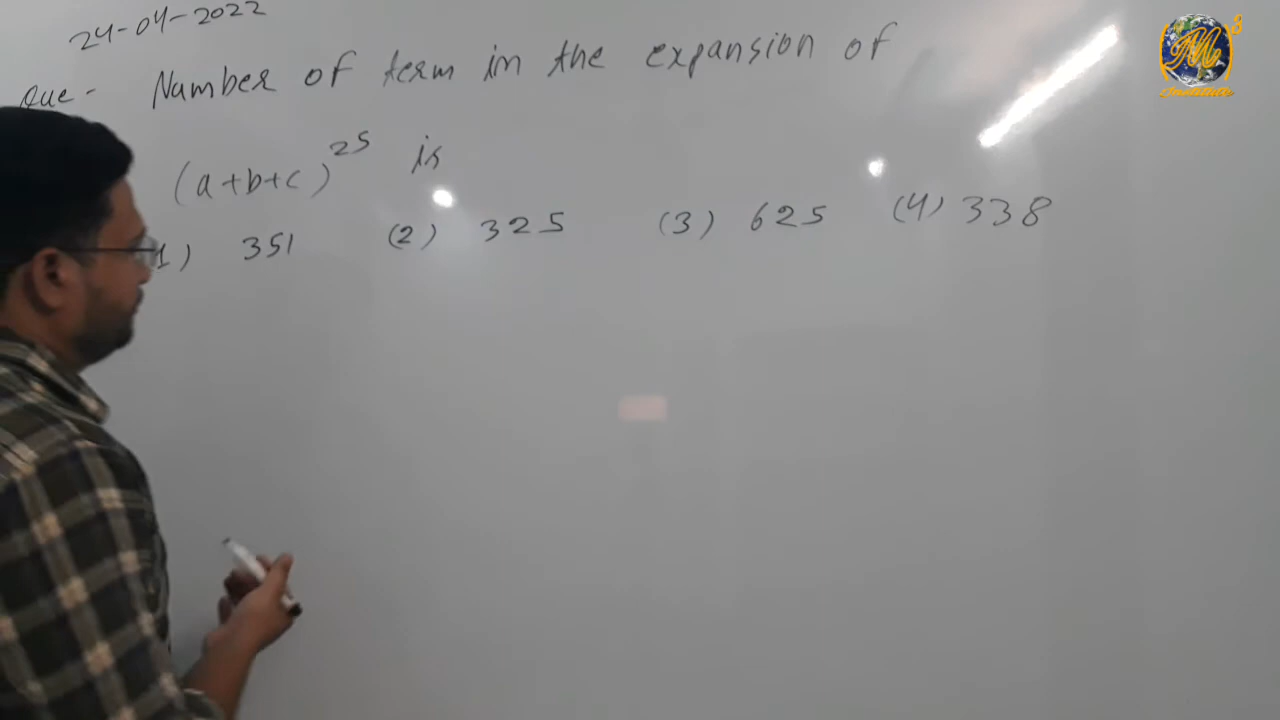 24-04-2022
Que- Number of term in the expansion of
(a+b+c)^25 is
1) 351 (2) 325 (3) 625 (4) 338